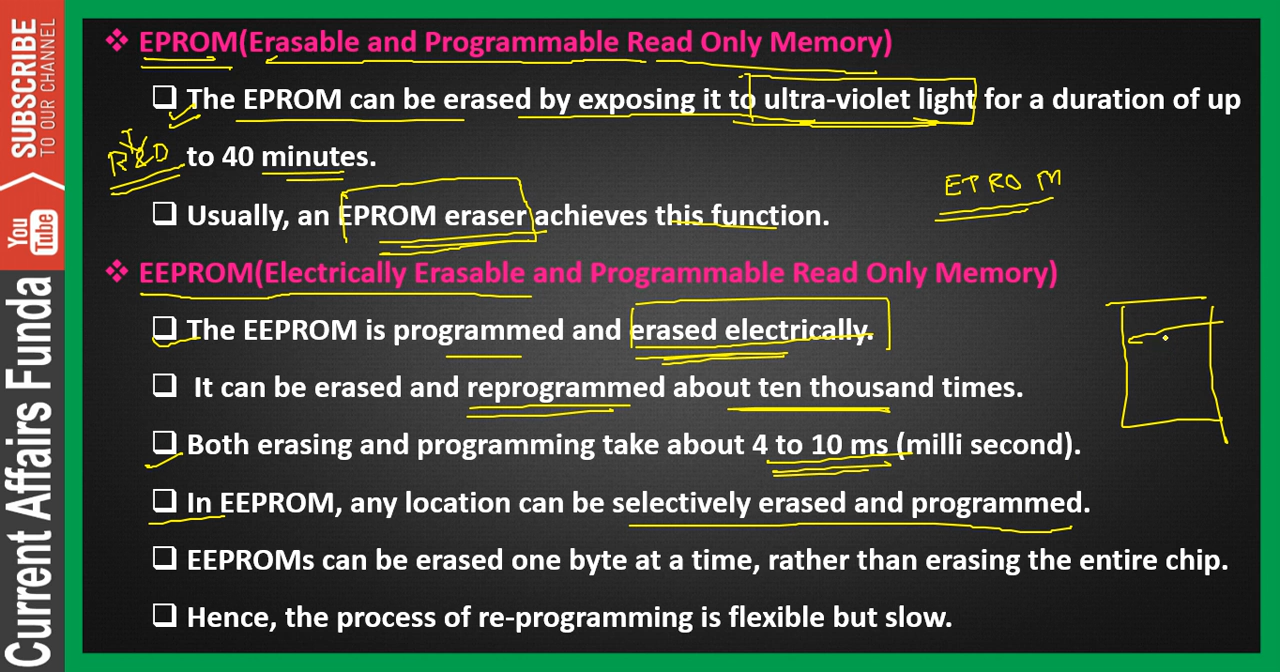 SUBSCRIBE
TO OUR CHANNEL
You
Tube
Current Affairs Funda
❖ EPROM(Erasable and Programmable Read Only Memory)
❑ The EPROM can be erased by exposing it to ultra-violet light for a duration of up
R&D to 40 minutes.
EPROM
❑ Usually, an EPROM eraser achieves this function.
❖ EEPROM(Electrically Erasable and Programmable Read Only Memory)
❑ The EEPROM is programmed and erased electrically.
❑ It can be erased and reprogrammed about ten thousand times.
❑ Both erasing and programming take about 4 to 10 ms (milli second).
❑ In EEPROM, any location can be selectively erased and programmed.
❑ EEPROMs can be erased one byte at a time, rather than erasing the entire chip.
❑ Hence, the process of re-programming is flexible but slow.